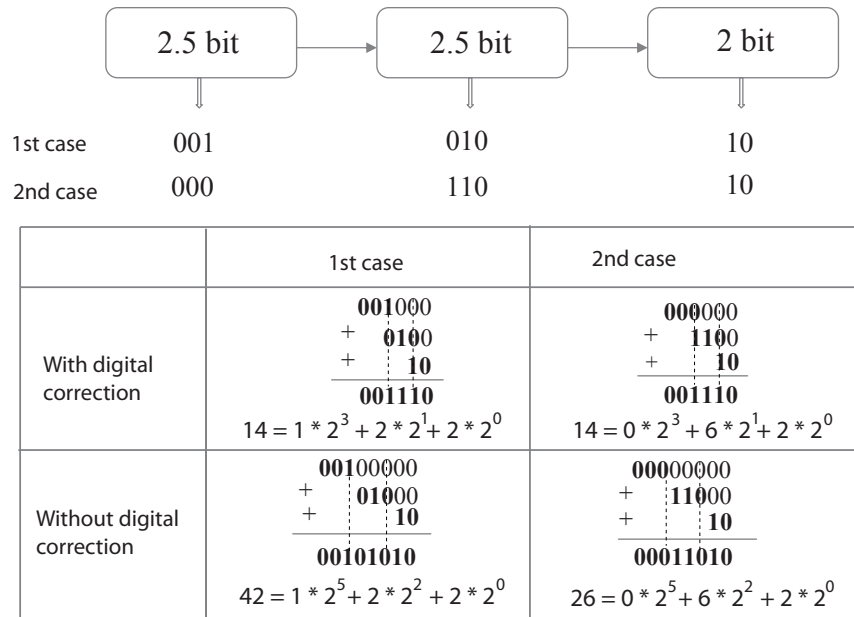 2.5 bit 2.5 bit 2 bit
1st case 001 010 10
2nd case 000 110 10
1st case 2nd case
With digital correction
001000
+ 0100
+ 10
001110
14 = 1 * 2^3 + 2 * 2^1 + 2 * 2^0
000000
+ 1100
+ 10
001110
14 = 0 * 2^3 + 6 * 2^1 + 2 * 2^0
Without digital correction
00100000
+ 01000
+ 10
00101010
42 = 1 * 2^5 + 2 * 2^2 + 2 * 2^0
00000000
+ 11000
+ 10
00011010
26 = 0 * 2^5 + 6 * 2^2 + 2 * 2^0